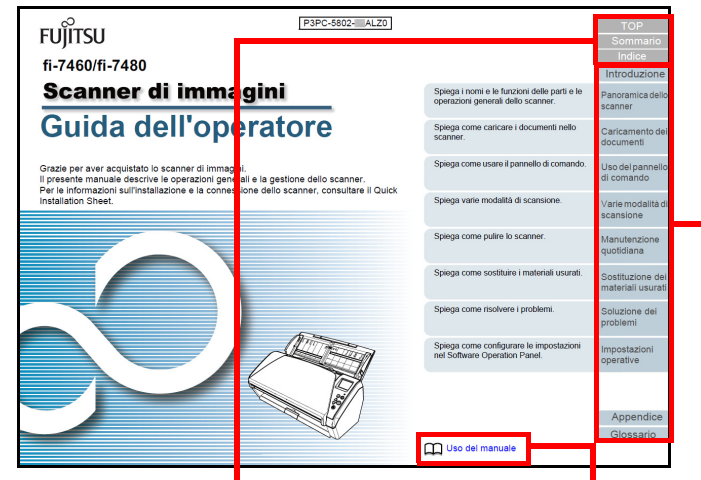 P3PC-5802- ALZ0
FUJITSU
fi-7460/fi-7480
Scanner di immagini
Guida dell'operatore
Grazie per aver acquistato lo scanner di immagini.
Il presente manuale descrive le operazioni generali e la gestione dello scanner.
Per le informazioni sull'installazione e la connessione dello scanner, consultare il Quick
Installation Sheet.
TOP
Sommario
Indice
Introduzione
Spiega i nomi e le funzioni delle parti e le
operazioni generali dello scanner.
Panoramica dello
scanner
Spiega come caricare i documenti nello
scanner.
Caricamento dei
documenti
Spiega come usare il pannello di comando.
Uso del pannello
di comando
Spiega varie modalità di scansione.
Varie modalità di
scansione
Spiega come pulire lo scanner.
Manutenzione
quotidiana
Spiega come sostituire i materiali usurati.
Sostituzione dei
materiali usurati
Spiega come risolvere i problemi.
Soluzione dei
problemi
Spiega come configurare le impostazioni
nel Software Operation Panel.
Impostazioni
operative
Appendice
Glossario
Uso del manuale